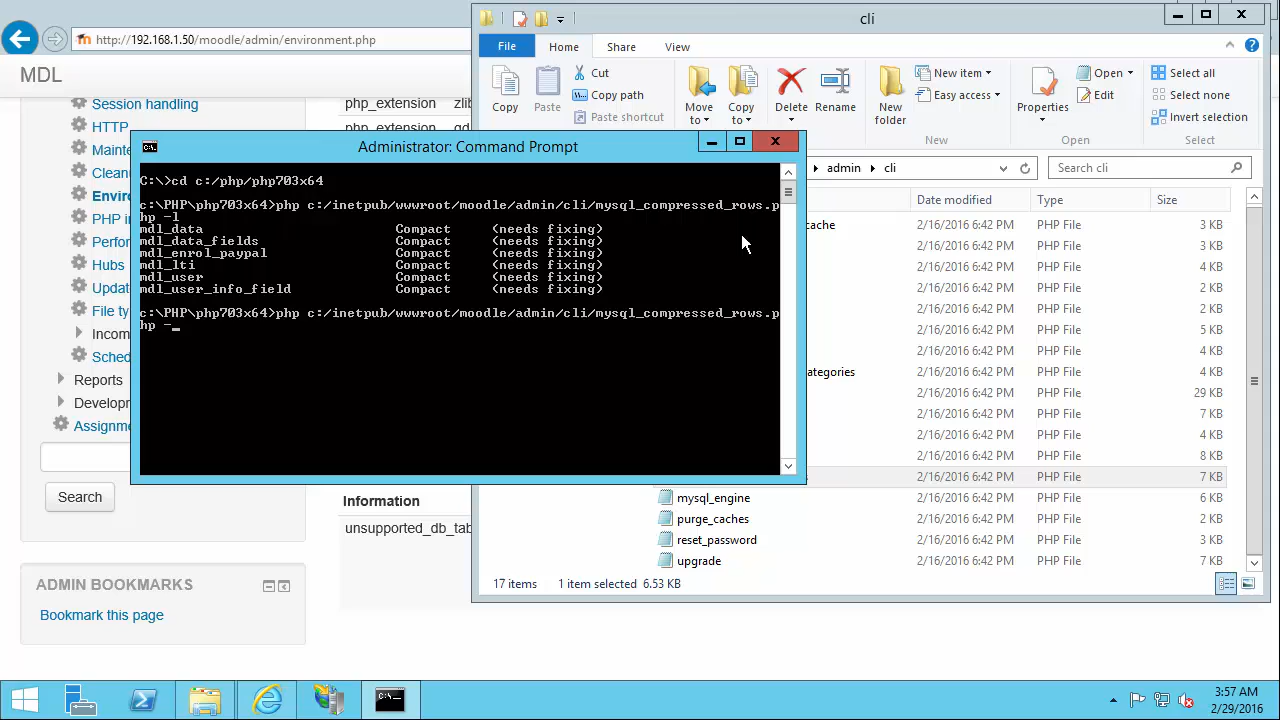 http://192.168.1.50/moodle/admin/environment.php
MDL
Session handling
HTTP
Mainte
Clean
Enviro
PHP in
Perfor
Hubs
Updat
File ty
Incom
Sched
Reports
Develop
Assignm
Search
php_extension zlib
php_extension gd
Information
unsupported_db_tab
ADMIN BOOKMARKS
Bookmark this page
cli
File Home Share View
Copy
Paste
Cut
Copy path
Paste shortcut
Move to
Copy to
Delete
Rename
New folder
New item
Easy access
New
Properties
Open
Edit
Open
Select all
Select none
Invert selection
admin cli
Search cli
Date modified Type Size
cache 2/16/2016 6:42 PM PHP File 3 KB
2/16/2016 6:42 PM PHP File 3 KB
2/16/2016 6:42 PM PHP File 4 KB
2/16/2016 6:42 PM PHP File 2 KB
2/16/2016 6:42 PM PHP File 2 KB
2/16/2016 6:42 PM PHP File 5 KB
2/16/2016 6:42 PM PHP File 2 KB
ategories 2/16/2016 6:42 PM PHP File 4 KB
2/16/2016 6:42 PM PHP File 29 KB
2/16/2016 6:42 PM PHP File 7 KB
2/16/2016 6:42 PM PHP File 4 KB
2/16/2016 6:42 PM PHP File 8 KB
2/16/2016 6:42 PM PHP File 7 KB
mysql_engine 2/16/2016 6:42 PM PHP File 6 KB
purge_caches 2/16/2016 6:42 PM PHP File 2 KB
reset_password 2/16/2016 6:42 PM PHP File 3 KB
upgrade 2/16/2016 6:42 PM PHP File 7 KB
17 items 1 item selected 6.53 KB
Administrator: Command Prompt
C:\>cd c:/php/php703x64
c:\PHP\php703x64>php c:/inetpub/wwwroot/moodle/admin/cli/mysql_compressed_rows.p
hp -l
mdl_data Compact (needs fixing)
mdl_data_fields Compact (needs fixing)
mdl_enrol_paypal Compact (needs fixing)
mdl_lti Compact (needs fixing)
mdl_user Compact (needs fixing)
mdl_user_info_field Compact (needs fixing)
c:\PHP\php703x64>php c:/inetpub/wwwroot/moodle/admin/cli/mysql_compressed_rows.p
hp -_
3:57 AM
2/29/2016